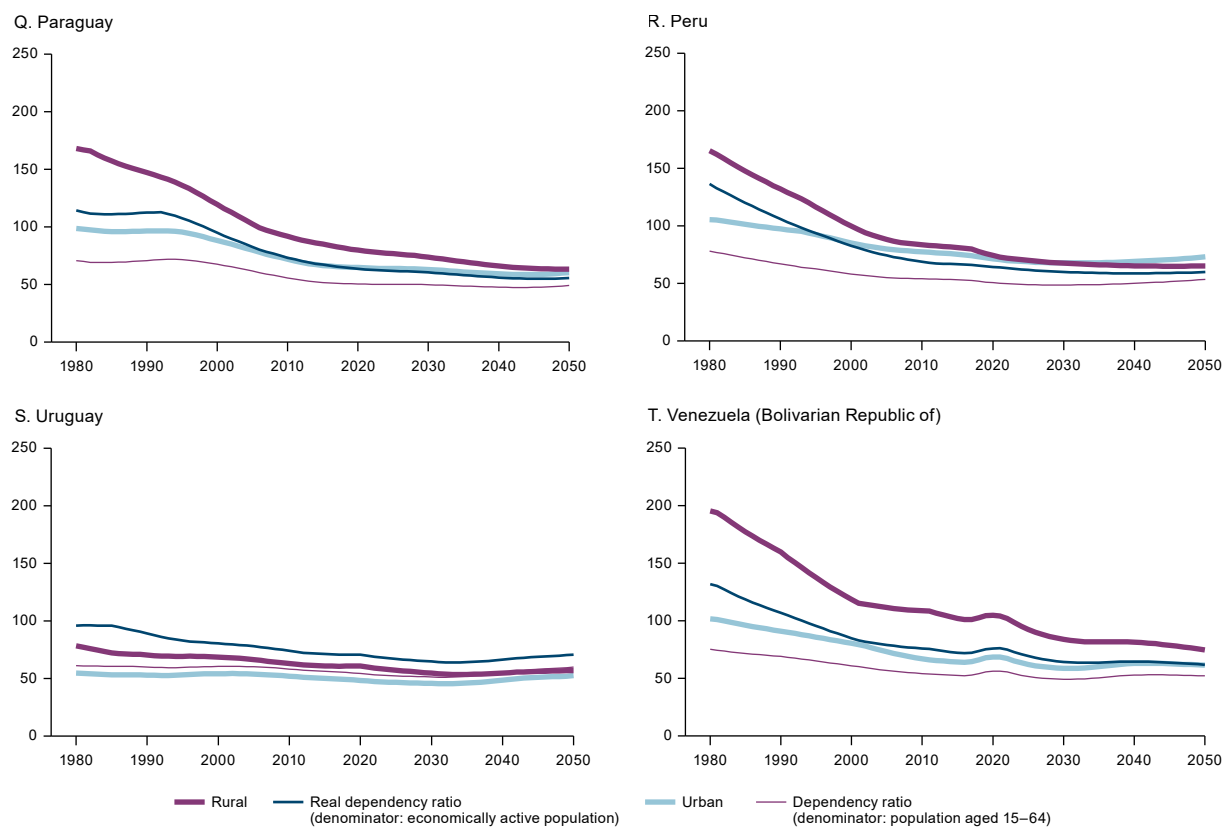 Q. Paraguay
250
200
150
100
50
0
1980 1990 2000 2010 2020 2030 2040 2050
R. Peru
250
200
150
100
50
0
1980 1990 2000 2010 2020 2030 2040 2050
S. Uruguay
250
200
150
100
50
0
1980 1990 2000 2010 2020 2030 2040 2050
T. Venezuela (Bolivarian Republic of)
250
200
150
100
50
0
1980 1990 2000 2010 2020 2030 2040 2050
Rural
Real dependency ratio
(denominator: economically active population)
Urban
Dependency ratio
(denominator: population aged 15–64)